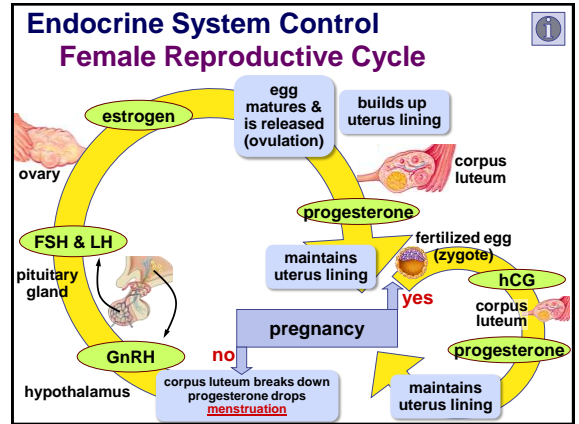 Endocrine System Control
Female Reproductive Cycle
i
egg
matures &
is released
(ovulation)
builds up
uterus lining
estrogen
ovary
corpus
luteum
progesterone
fertilized egg
(zygote)
maintains
uterus lining
FSH & LH
pituitary
gland
hCG
yes
corpus
luteum
pregnancy
progesterone
no
GnRH
hypothalamus
corpus luteum breaks down
progesterone drops
menstruation
maintains
uterus lining